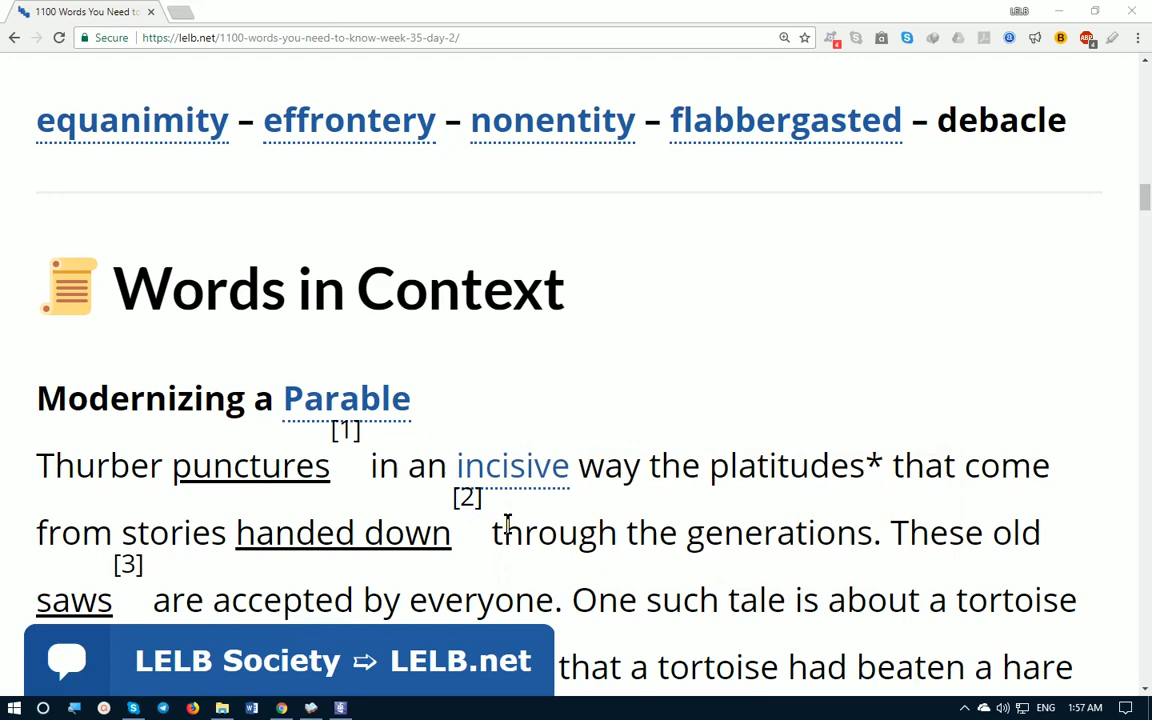 1100 Words You Need to
LELB
Secure
https://lelb.net/1100-words-you-need-to-know-week-35-day-2/
equanimity – effrontery – nonentity – flabbergasted – debacle
Words in Context
Modernizing a Parable
Thurber punctures[1] in an incisive way the platitudes* that come
from stories handed down[2] through the generations. These old
saws[3] are accepted by everyone. One such tale is about a tortoise
LELB Society ➩ LELB.net
that a tortoise had beaten a hare
ENG 1:57 AM